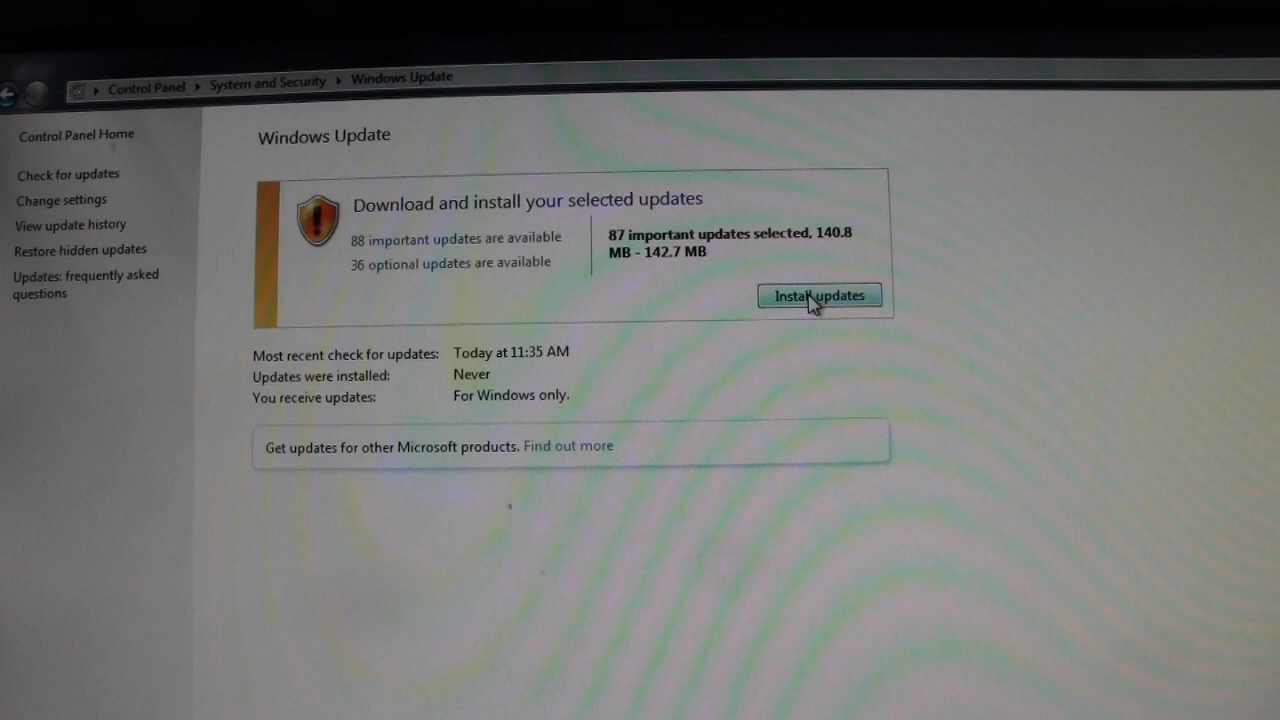 Control Panel ▸ System and Security ▸ Windows Update
Control Panel Home
Check for updates
Change settings
View update history
Restore hidden updates
Updates: frequently asked
questions
Windows Update
Download and install your selected updates
88 important updates are available
36 optional updates are available
87 important updates selected, 140.8
MB - 142.7 MB
Install updates
Most recent check for updates: Today at 11:35 AM
Updates were installed: Never
You receive updates: For Windows only.
Get updates for other Microsoft products. Find out more